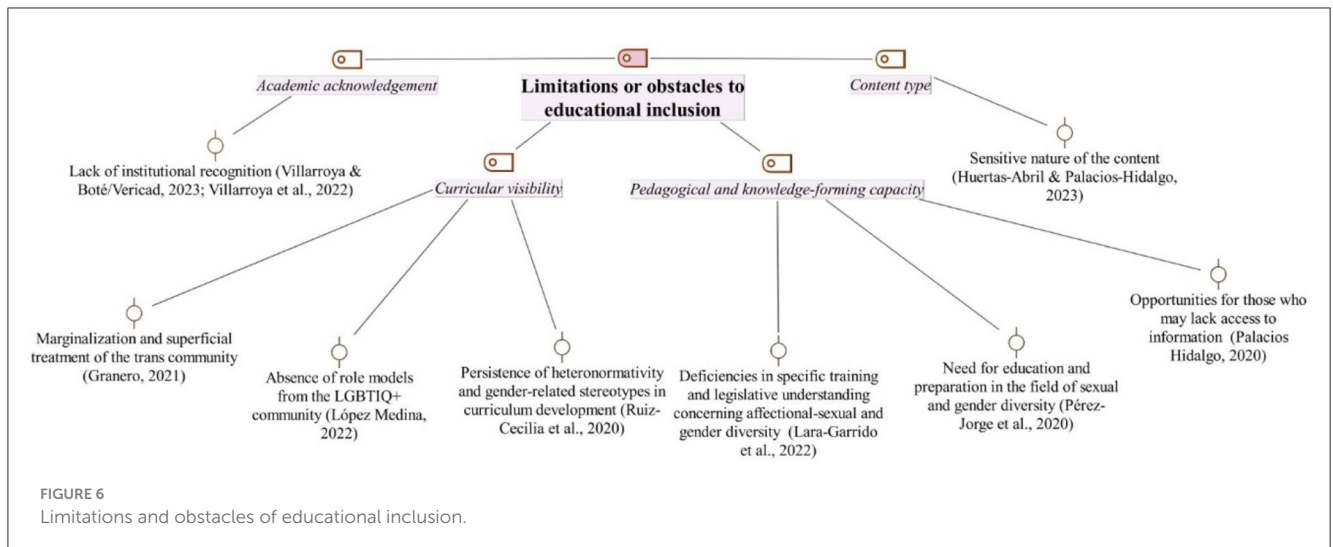 Academic acknowledgement
Limitations or obstacles to
educational inclusion
Content type
Lack of institutional recognition (Villarroya &
Boté/Vericad, 2023; Villarroya et al., 2022)
Curricular visibility
Pedagogical and knowledge-forming capacity
Sensitive nature of the content
(Huertas-Abril & Palacios-Hidalgo,
2023)
Marginalization and superficial
treatment of the trans community
(Granero, 2021)
Absence of role models
from the LGBTIQ+
community (López Medina,
2022)
Persistence of heteronormativity
and gender-related stereotypes in
curriculum development (Ruiz-
Cecilia et al., 2020)
Deficiencies in specific training
and legislative understanding
concerning affectional-sexual and
gender diversity (Lara-Garrido
et al., 2022)
Need for education and
preparation in the field of sexual
and gender diversity (Pérez-
Jorge et al., 2020)
Opportunities for those who
may lack access to
information (Palacios
Hidalgo, 2020)
FIGURE 6
Limitations and obstacles of educational inclusion.